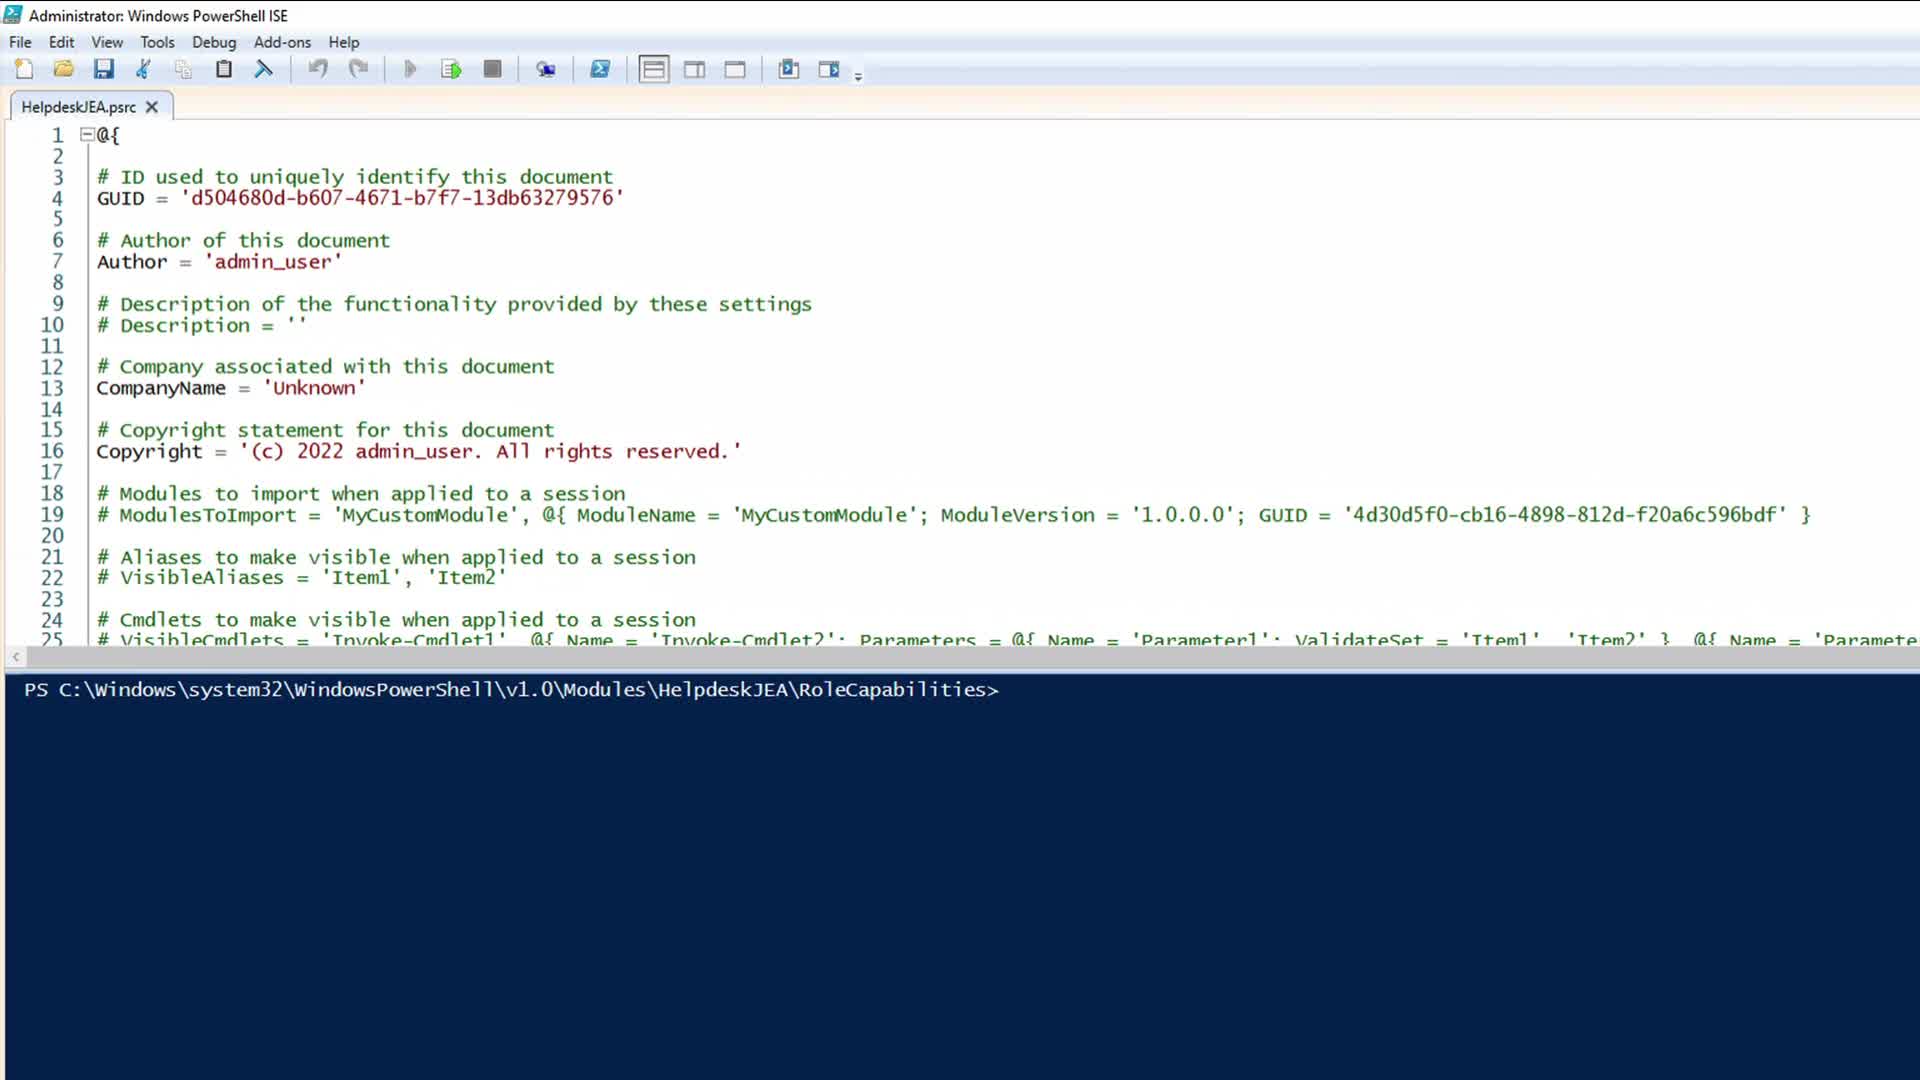 Administrator: Windows PowerShell ISE
File Edit View Tools Debug Add-ons Help
HelpdeskJEA.psrc
1 @{
2
3 # ID used to uniquely identify this document
4 GUID = 'd504680d-b607-4671-b7f7-13db63279576'
5
6 # Author of this document
7 Author = 'admin_user'
8
9 # Description of the functionality provided by these settings
10 # Description = ''
11
12 # Company associated with this document
13 CompanyName = 'Unknown'
14
15 # Copyright statement for this document
16 Copyright = '(c) 2022 admin_user. All rights reserved.'
17
18 # Modules to import when applied to a session
19 # ModulesToImport = 'MyCustomModule', @{ ModuleName = 'MyCustomModule'; ModuleVersion = '1.0.0.0'; GUID = '4d30d5f0-cb16-4898-812d-f20a6c596bdf' }
20
21 # Aliases to make visible when applied to a session
22 # VisibleAliases = 'Item1', 'Item2'
23
24 # Cmdlets to make visible when applied to a session
25 # VisibleCmdlets = 'Invoke-Cmdlet1', @{ Name = 'Invoke-Cmdlet2'; Parameters = @{ Name = 'Parameter1'; ValidateSet = 'Item1', 'Item2' }, @{ Name = 'Paramete
PS C:\Windows\system32\WindowsPowerShell\v1.0\Modules\HelpdeskJEA\RoleCapabilities>